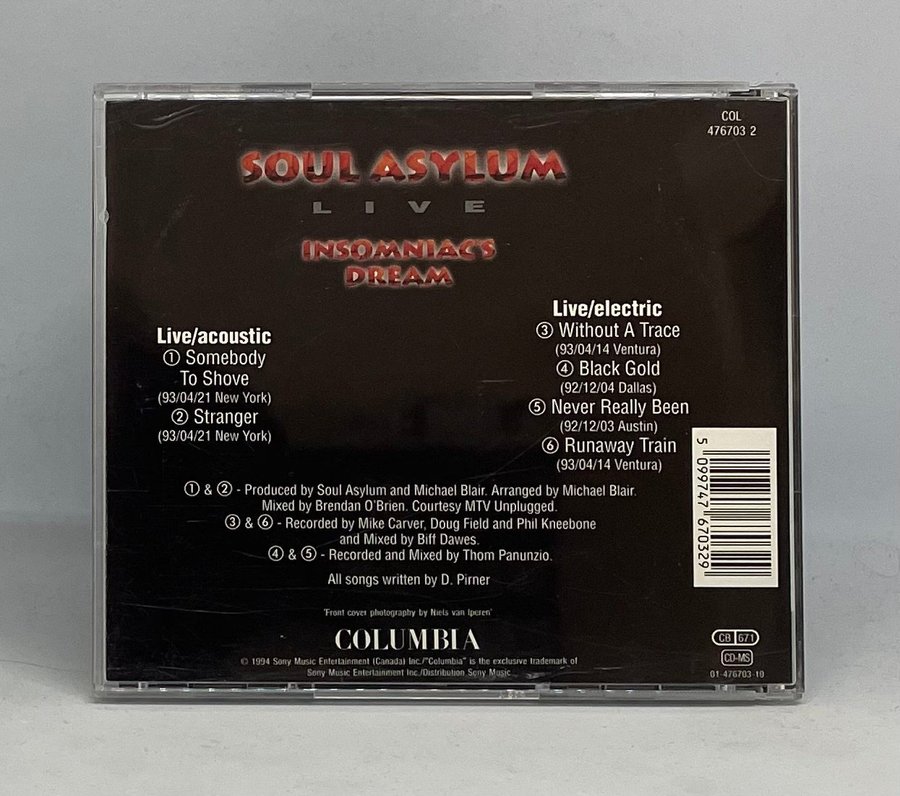 COL
476703 2
SOUL ASYLUM
LIVE
INSOMNIAC'S
DREAM
Live/acoustic
① Somebody
To Shove
(93/04/21 New York)
② Stranger
(93/04/21 New York)
Live/electric
③ Without A Trace
(93/04/14 Ventura)
④ Black Gold
(92/12/04 Dallas)
⑤ Never Really Been
(92/12/03 Austin)
⑥ Runaway Train
(93/04/14 Ventura)
① & ② - Produced by Soul Asylum and Michael Blair. Arranged by Michael Blair.
Mixed by Brendan O'Brien. Courtesy MTV Unplugged.
③ & ⑥ - Recorded by Mike Carver, Doug Field and Phil Kneebone
and Mixed by Biff Dawes.
④ & ⑤ - Recorded and Mixed by Thom Panunzio.
All songs written by D. Pirner
'Front cover photography by Niels van Iperen'
COLUMBIA
© 1994 Sony Music Entertainment (Canada) Inc./"Columbia" is the exclusive trademark of
Sony Music Entertainment Inc./Distribution Sony Music
5 099747 670329
CB 671
CD-MS
01-476703-10